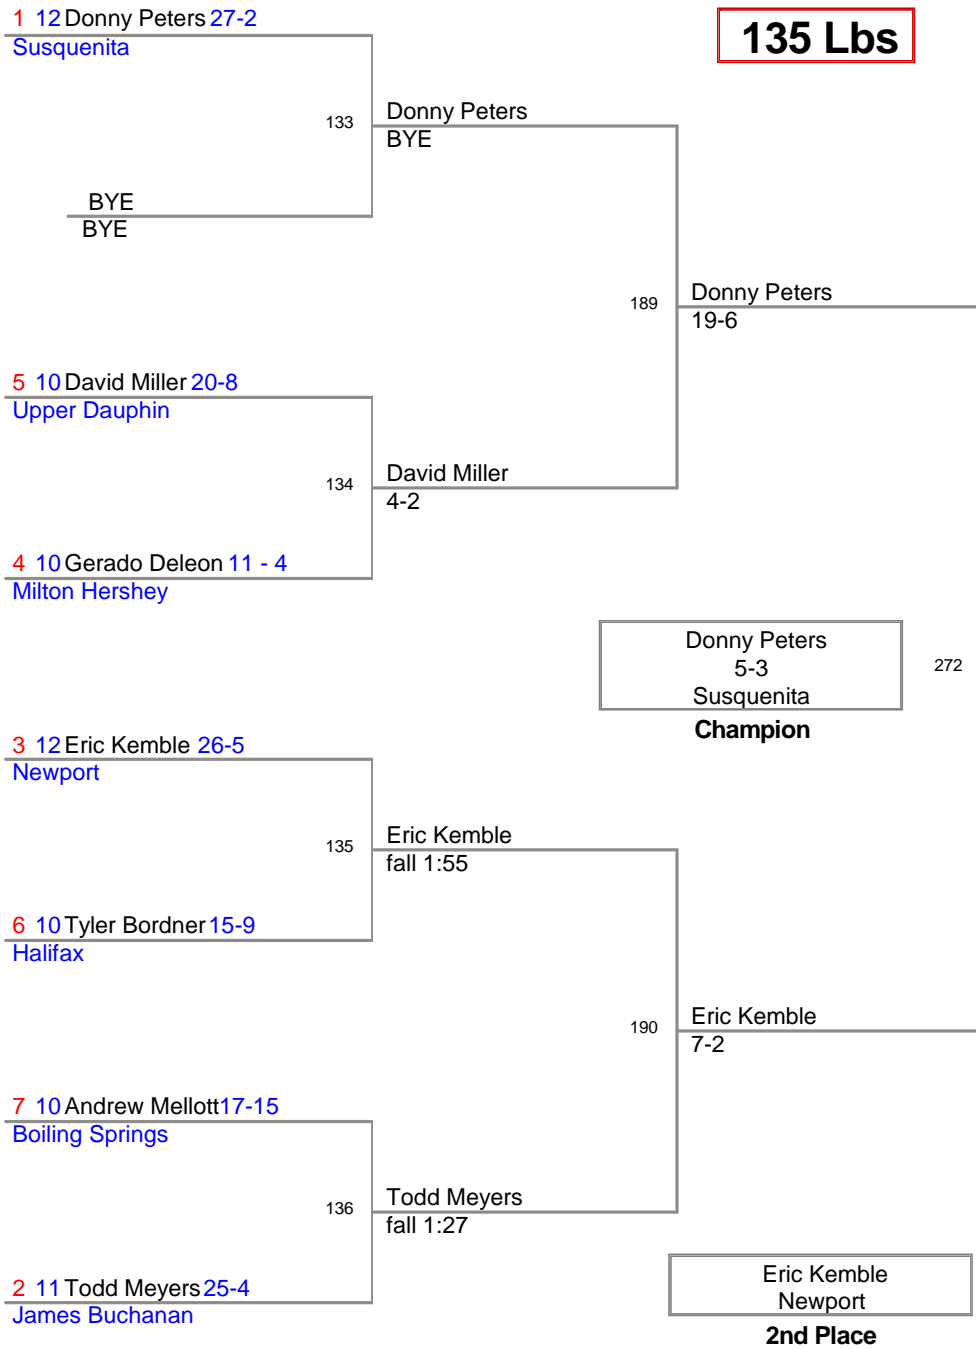 1 12 Donny Peters 27-2
Susquenita
135 Lbs
133
Donny Peters
BYE
BYE
BYE
189
Donny Peters
19-6
5 10 David Miller 20-8
Upper Dauphin
134
David Miller
4-2
4 10 Gerado Deleon 11 - 4
Milton Hershey
Donny Peters
5-3
Susquenita
272
Champion
3 12 Eric Kemble 26-5
Newport
135
Eric Kemble
fall 1:55
6 10 Tyler Bordner 15-9
Halifax
190
Eric Kemble
7-2
7 10 Andrew Mellott 17-15
Boiling Springs
136
Todd Meyers
fall 1:27
2 11 Todd Meyers 25-4
James Buchanan
Eric Kemble
Newport
2nd Place